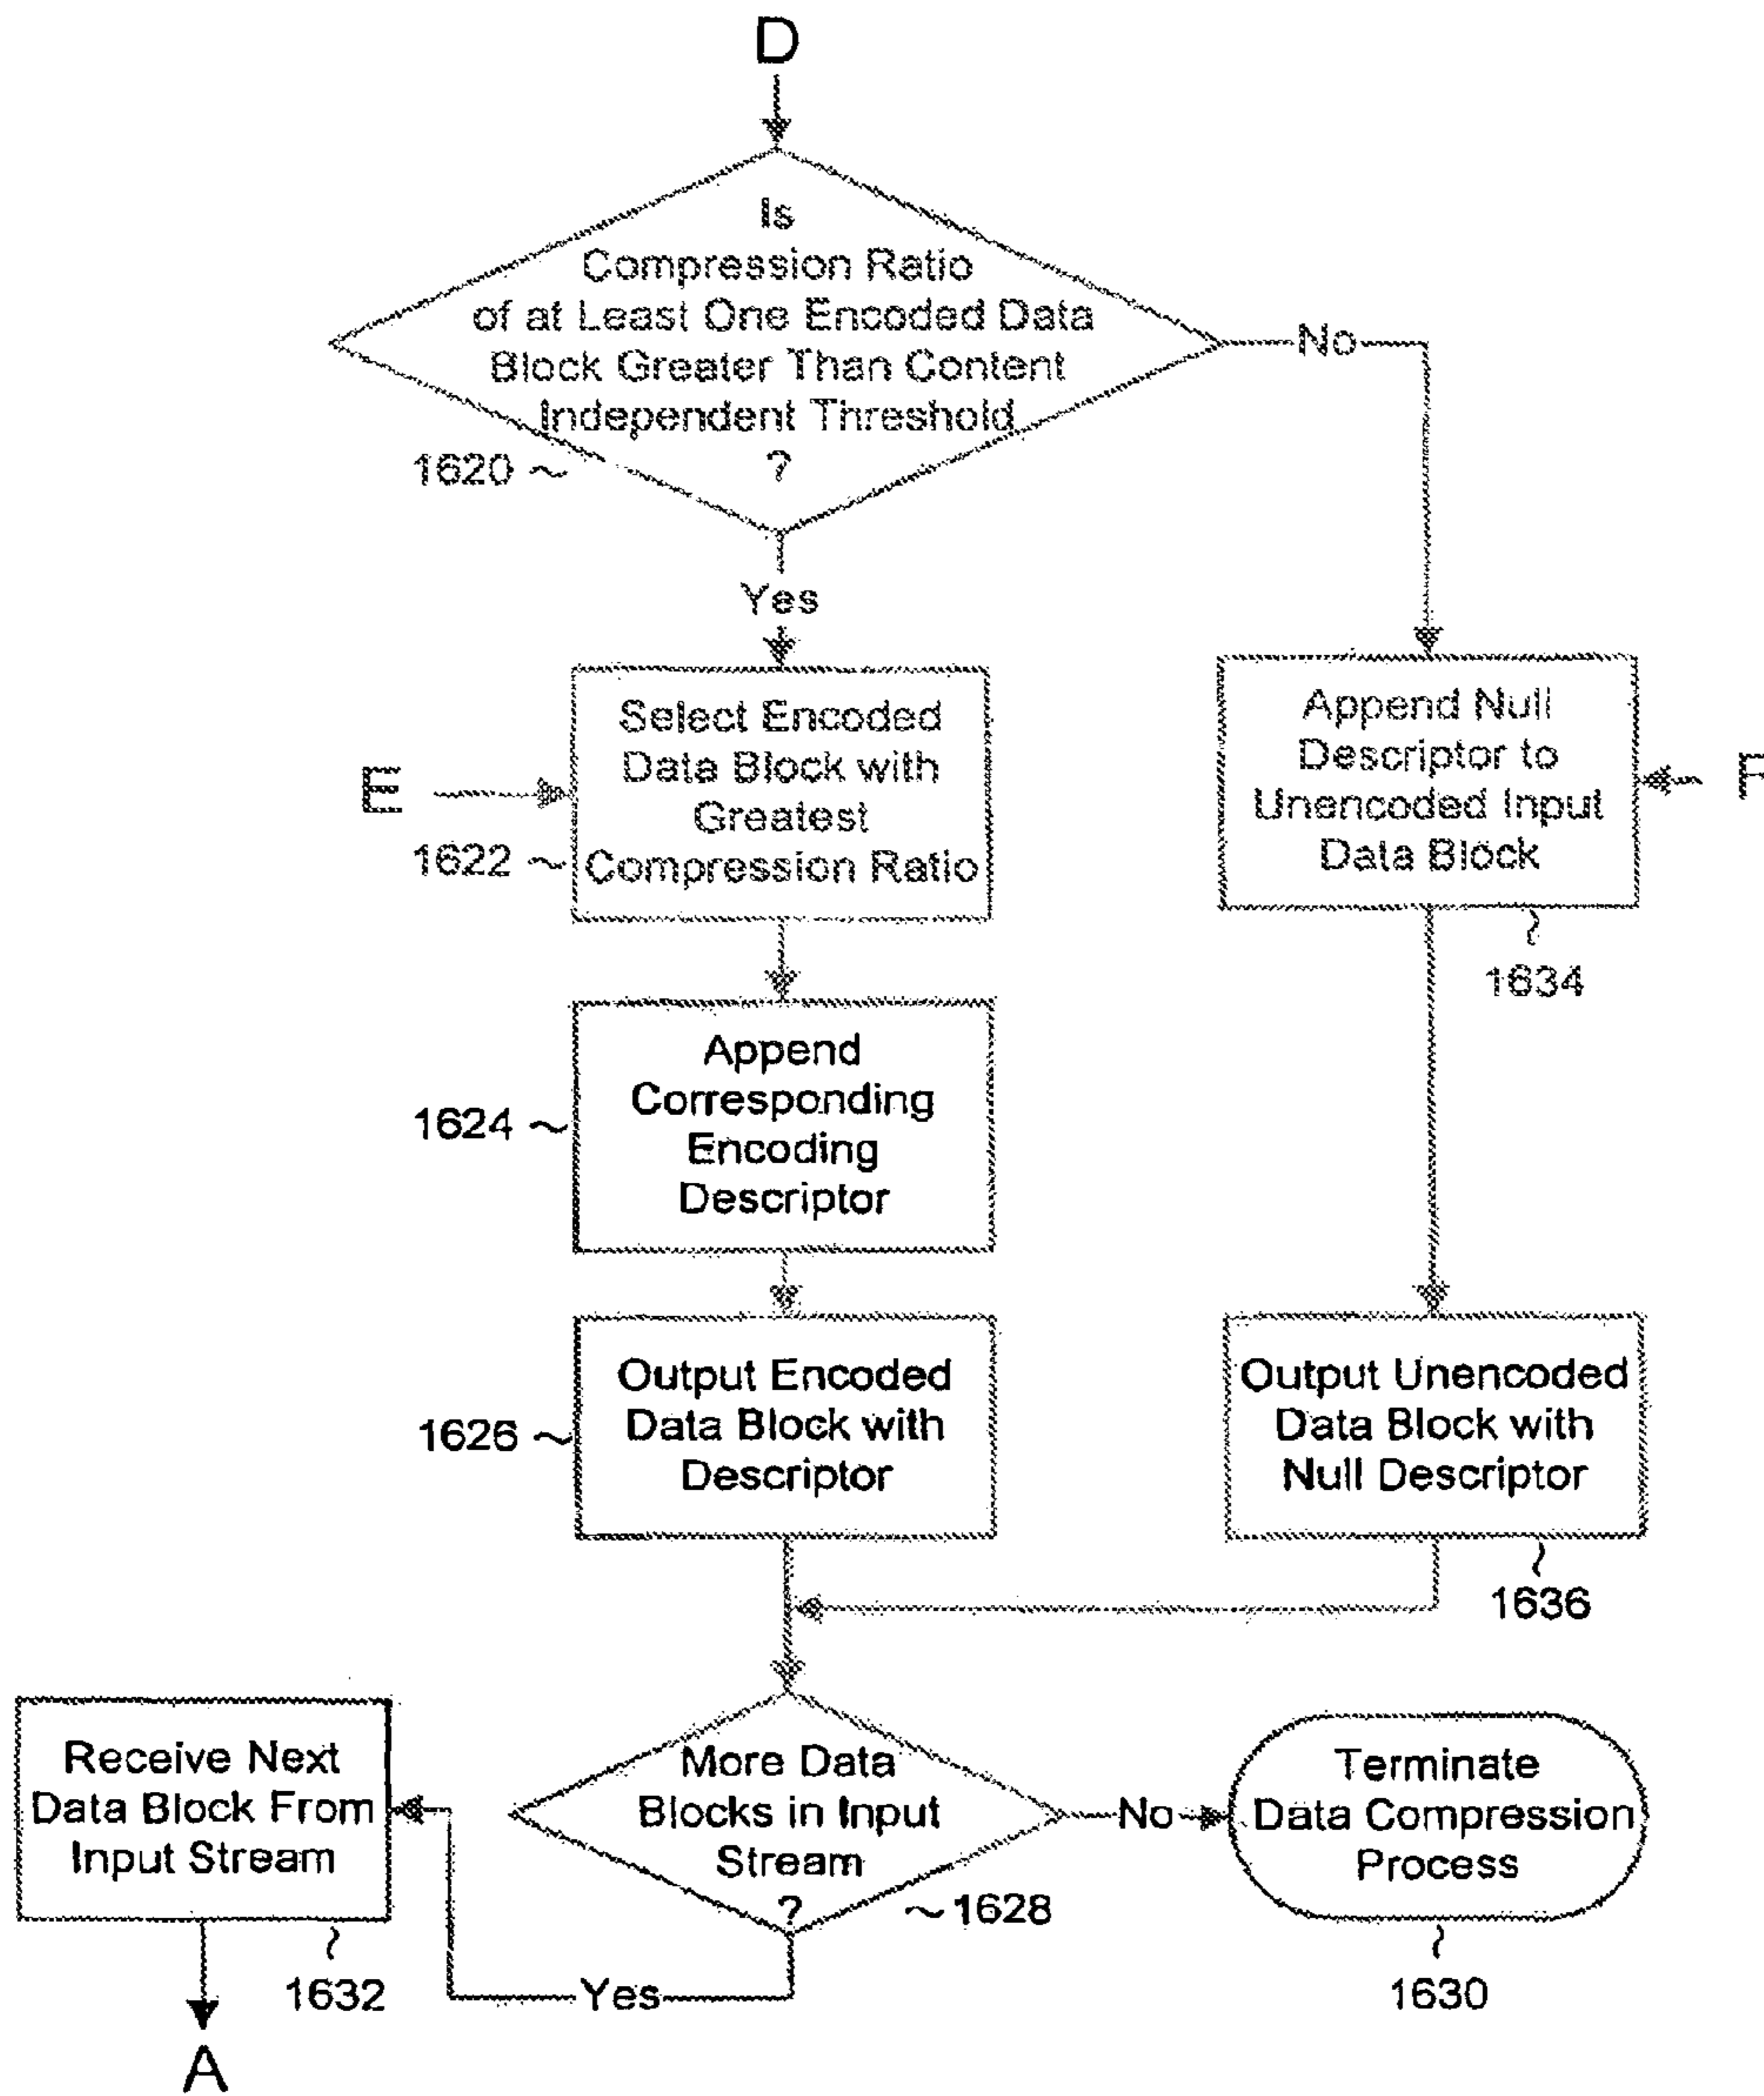 D
Is
Compression Ratio
of at Least One Encoded Data
Block Greater Than Content
Independent Threshold
?
1620
No
Yes
Select Encoded
Data Block with
Greatest
Compression Ratio
E
1622
Append Null
Descriptor to
Unencoded Input
Data Block
1634
Append
Corresponding
Encoding
Descriptor
1624
Output Encoded
Data Block with
Descriptor
1626
Output Unencoded
Data Block with
Null Descriptor
1636
Receive Next
Data Block From
Input Stream
1632
More Data
Blocks in Input
Stream
?
1628
No
Terminate
Data Compression
Process
1630
Yes
A